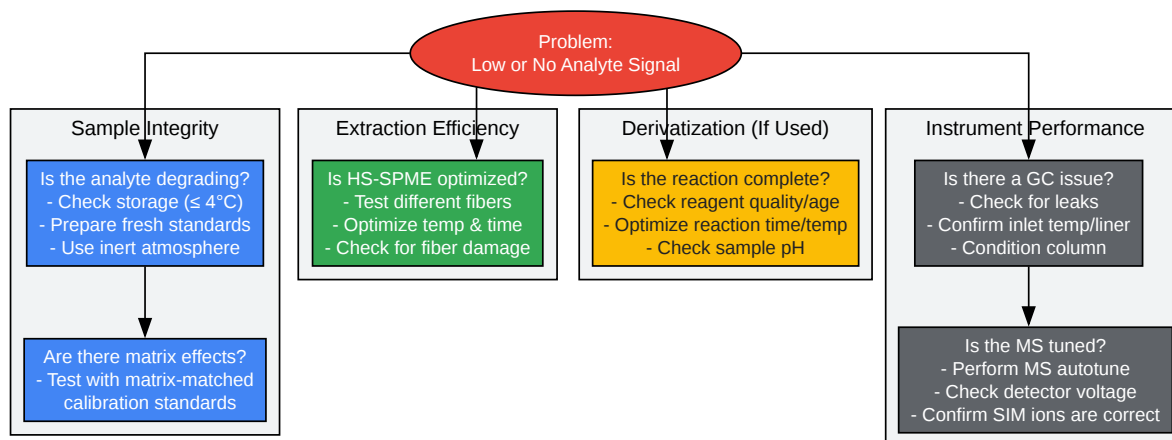 Problem:
Low or No Analyte Signal
Sample Integrity
Is the analyte degrading?
- Check storage (≤ 4°C)
- Prepare fresh standards
- Use inert atmosphere
Are there matrix effects?
- Test with matrix-matched
calibration standards
Extraction Efficiency
Is HS-SPME optimized?
- Test different fibers
- Optimize temp & time
- Check for fiber damage
Derivatization (If Used)
Is the reaction complete?
- Check reagent quality/age
- Optimize reaction time/temp
- Check sample pH
Instrument Performance
Is there a GC issue?
- Check for leaks
- Confirm inlet temp/liner
- Condition column
Is the MS tuned?
- Perform MS autotune
- Check detector voltage
- Confirm SIM ions are correct